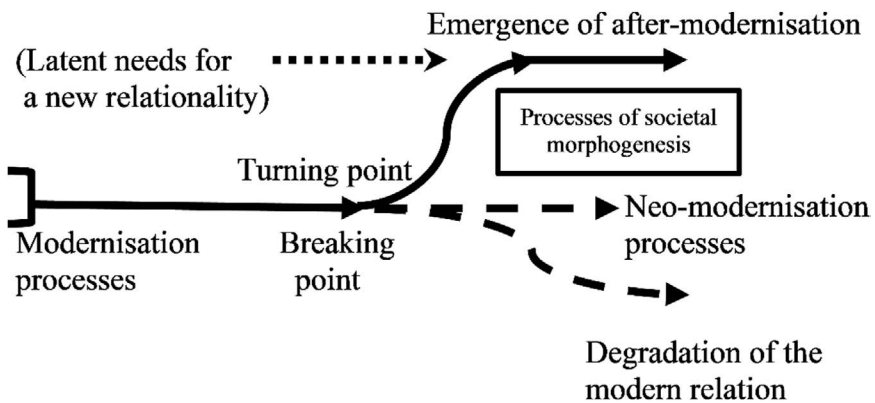 Emergence of after-modernisation
(Latent needs for
a new relationality)
Processes of societal
morphogenesis
Turning point
Neo-modernisation
processes
Modernisation
processes
Breaking
point
Degradation of the
modern relation